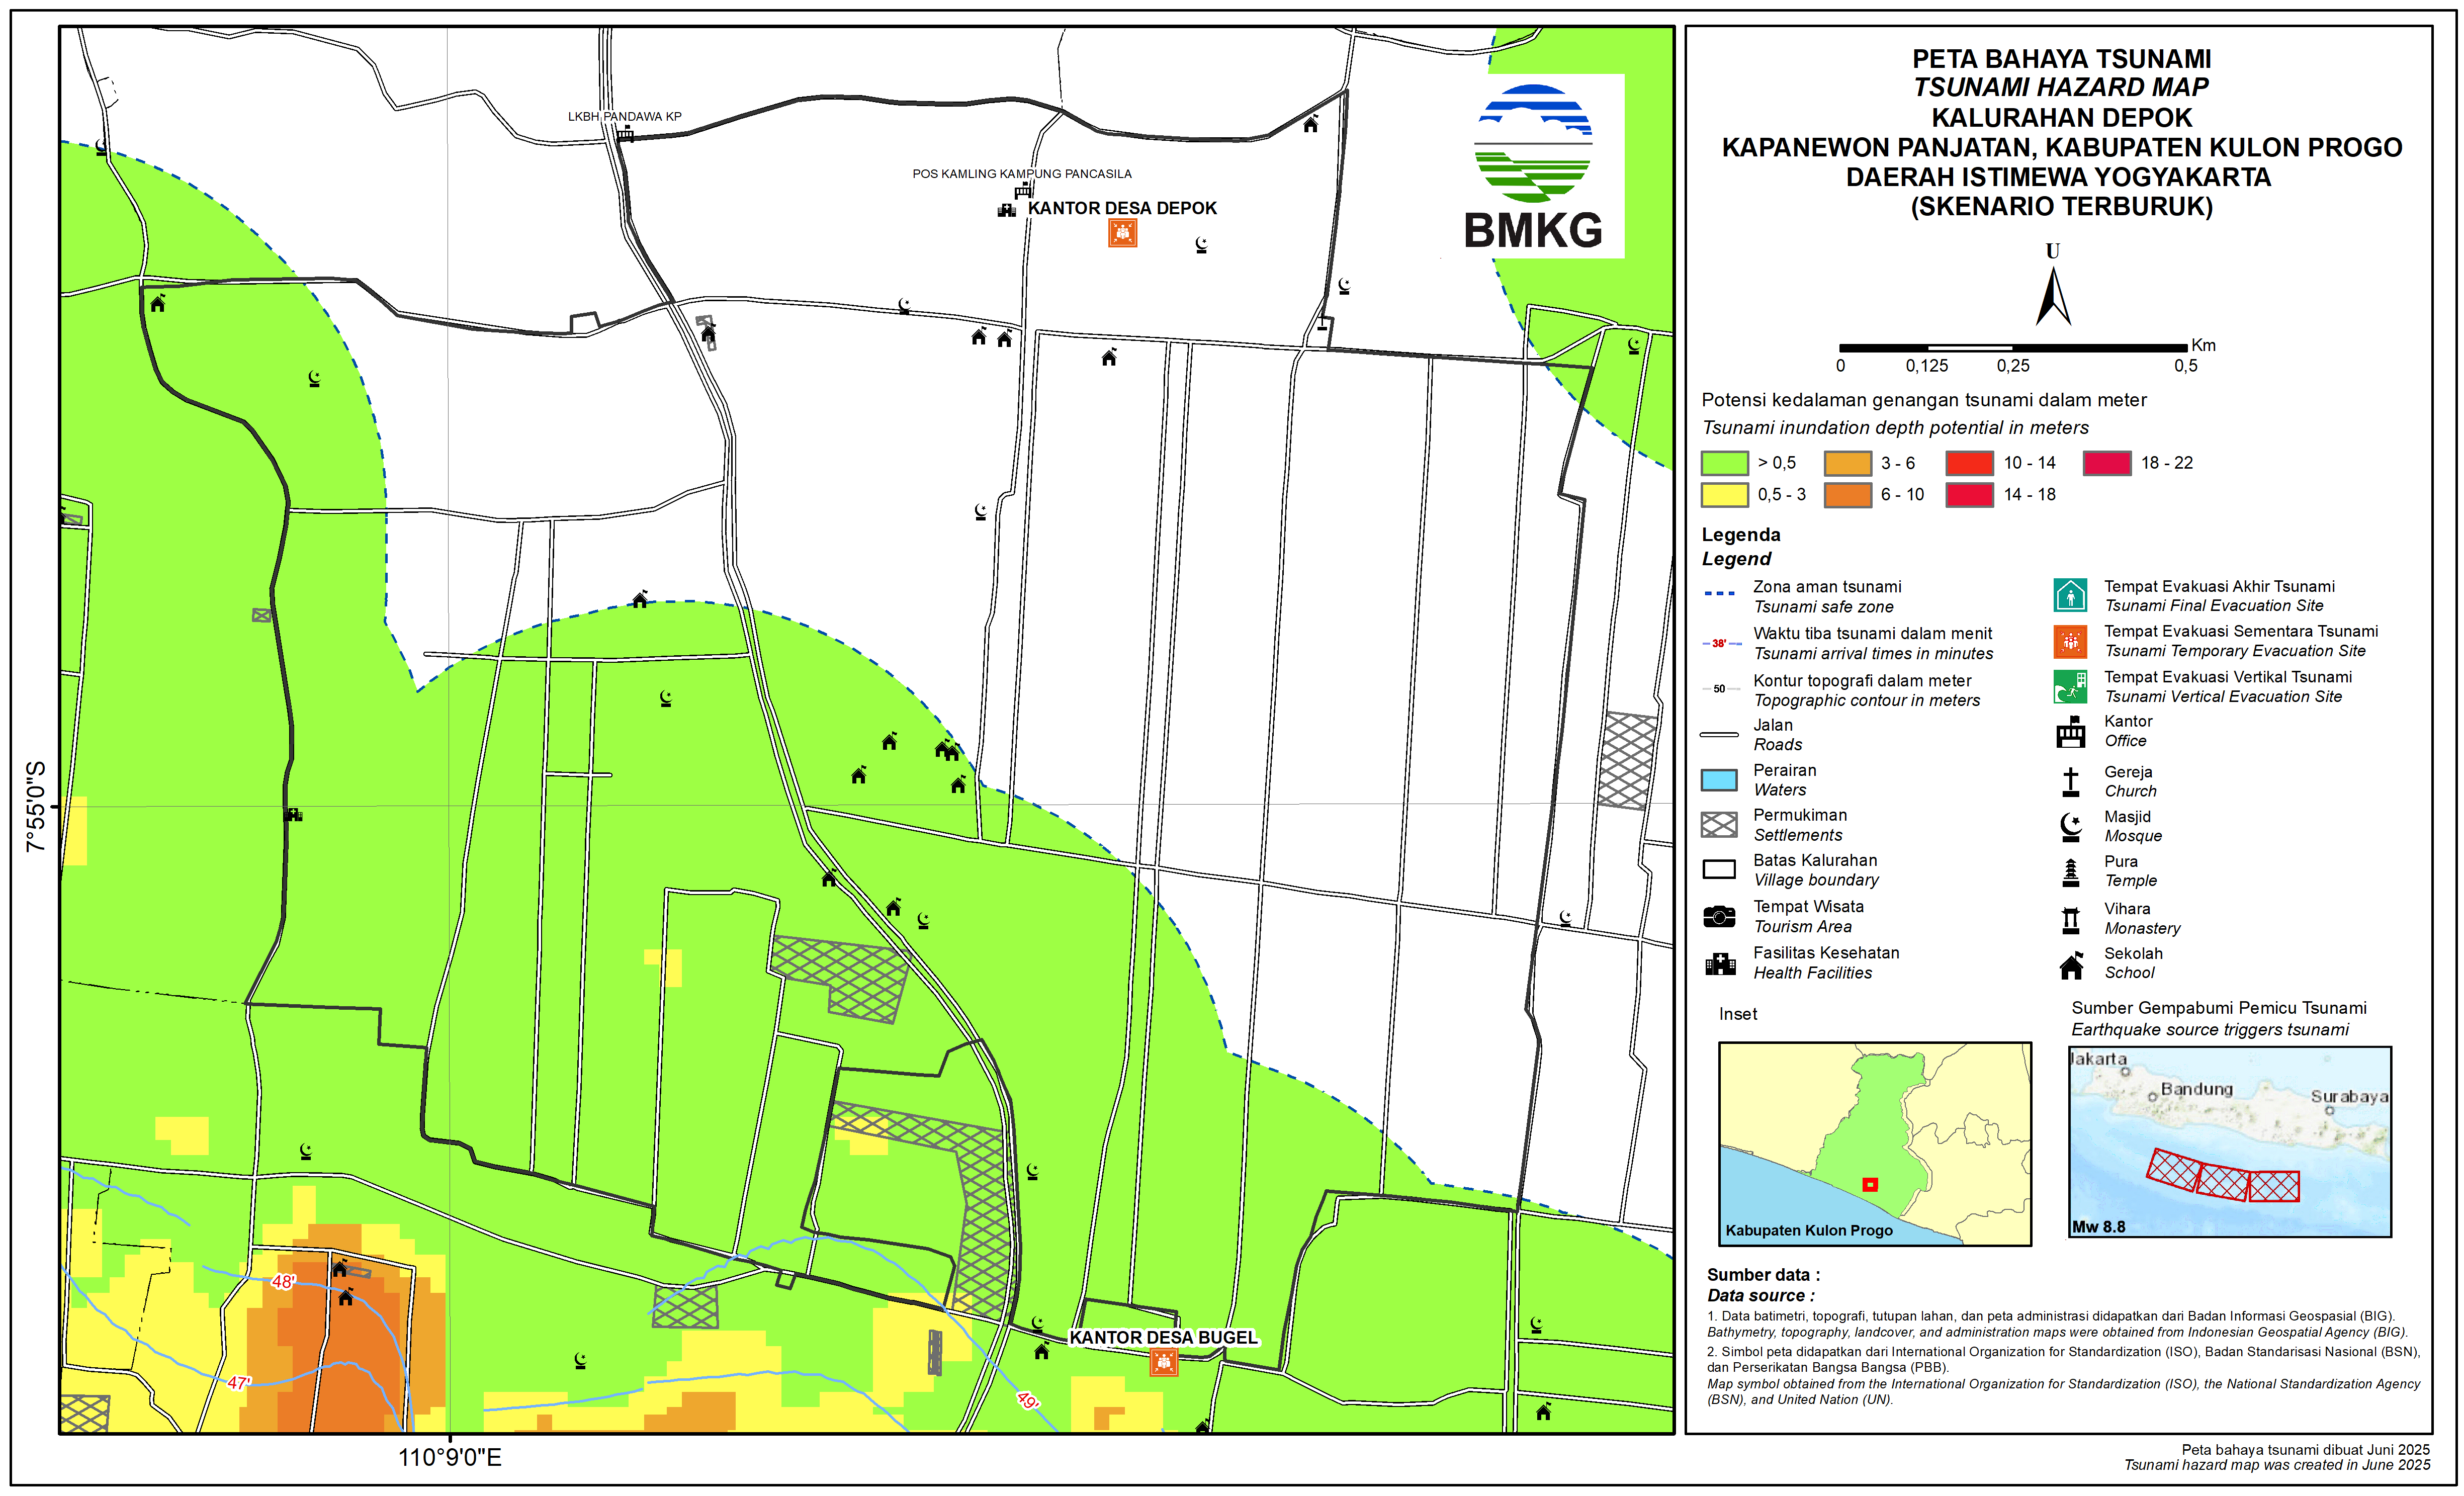 PETA BAHAYA TSUNAMI
TSUNAMI HAZARD MAP
KALURAHAN DEPOK
KAPANEWON PANJATAN, KABUPATEN KULON PROGO
DAERAH ISTIMEWA YOGYAKARTA
(SKENARIO TERBURUK)
U
Km
0 0,125 0,25 0,5
Potensi kedalaman genangan tsunami dalam meter
Tsunami inundation depth potential in meters
> 0,5 3 - 6 10 - 14 18 - 22
0,5 - 3 6 - 10 14 - 18
Legenda
Legend
Zona aman tsunami
Tsunami safe zone
38'
Waktu tiba tsunami dalam menit
Tsunami arrival times in minutes
50
Kontur topografi dalam meter
Topographic contour in meters
Jalan
Roads
Perairan
Waters
Permukiman
Settlements
Batas Kalurahan
Village boundary
Tempat Wisata
Tourism Area
Fasilitas Kesehatan
Health Facilities
Tempat Evakuasi Akhir Tsunami
Tsunami Final Evacuation Site
Tempat Evakuasi Sementara Tsunami
Tsunami Temporary Evacuation Site
Tempat Evakuasi Vertikal Tsunami
Tsunami Vertical Evacuation Site
Kantor
Office
Gereja
Church
Masjid
Mosque
Pura
Temple
Vihara
Monastery
Sekolah
School
Inset
Kabupaten Kulon Progo
Sumber Gempabumi Pemicu Tsunami
Earthquake source triggers tsunami
Jakarta
Bandung
Surabaya
Mw 8.8
Sumber data :
Data source :
1. Data batimetri, topografi, tutupan lahan, dan peta administrasi didapatkan dari Badan Informasi Geospasial (BIG).
Bathymetry, topography, landcover, and administration maps were obtained from Indonesian Geospatial Agency (BIG).
2. Simbol peta didapatkan dari International Organization for Standardization (ISO), Badan Standarisasi Nasional (BSN),
dan Perserikatan Bangsa Bangsa (PBB).
Map symbol obtained from the International Organization for Standardization (ISO), the National Standardization Agency
(BSN), and United Nation (UN).
Peta bahaya tsunami dibuat Juni 2025
Tsunami hazard map was created in June 2025
LKBH PANDAWA KP
POS KAMLING KAMPUNG PANCASILA
KANTOR DESA DEPOK
BMKG
7°55'0"S
48'
47'
49'
KANTOR DESA BUGEL
110°9'0"E